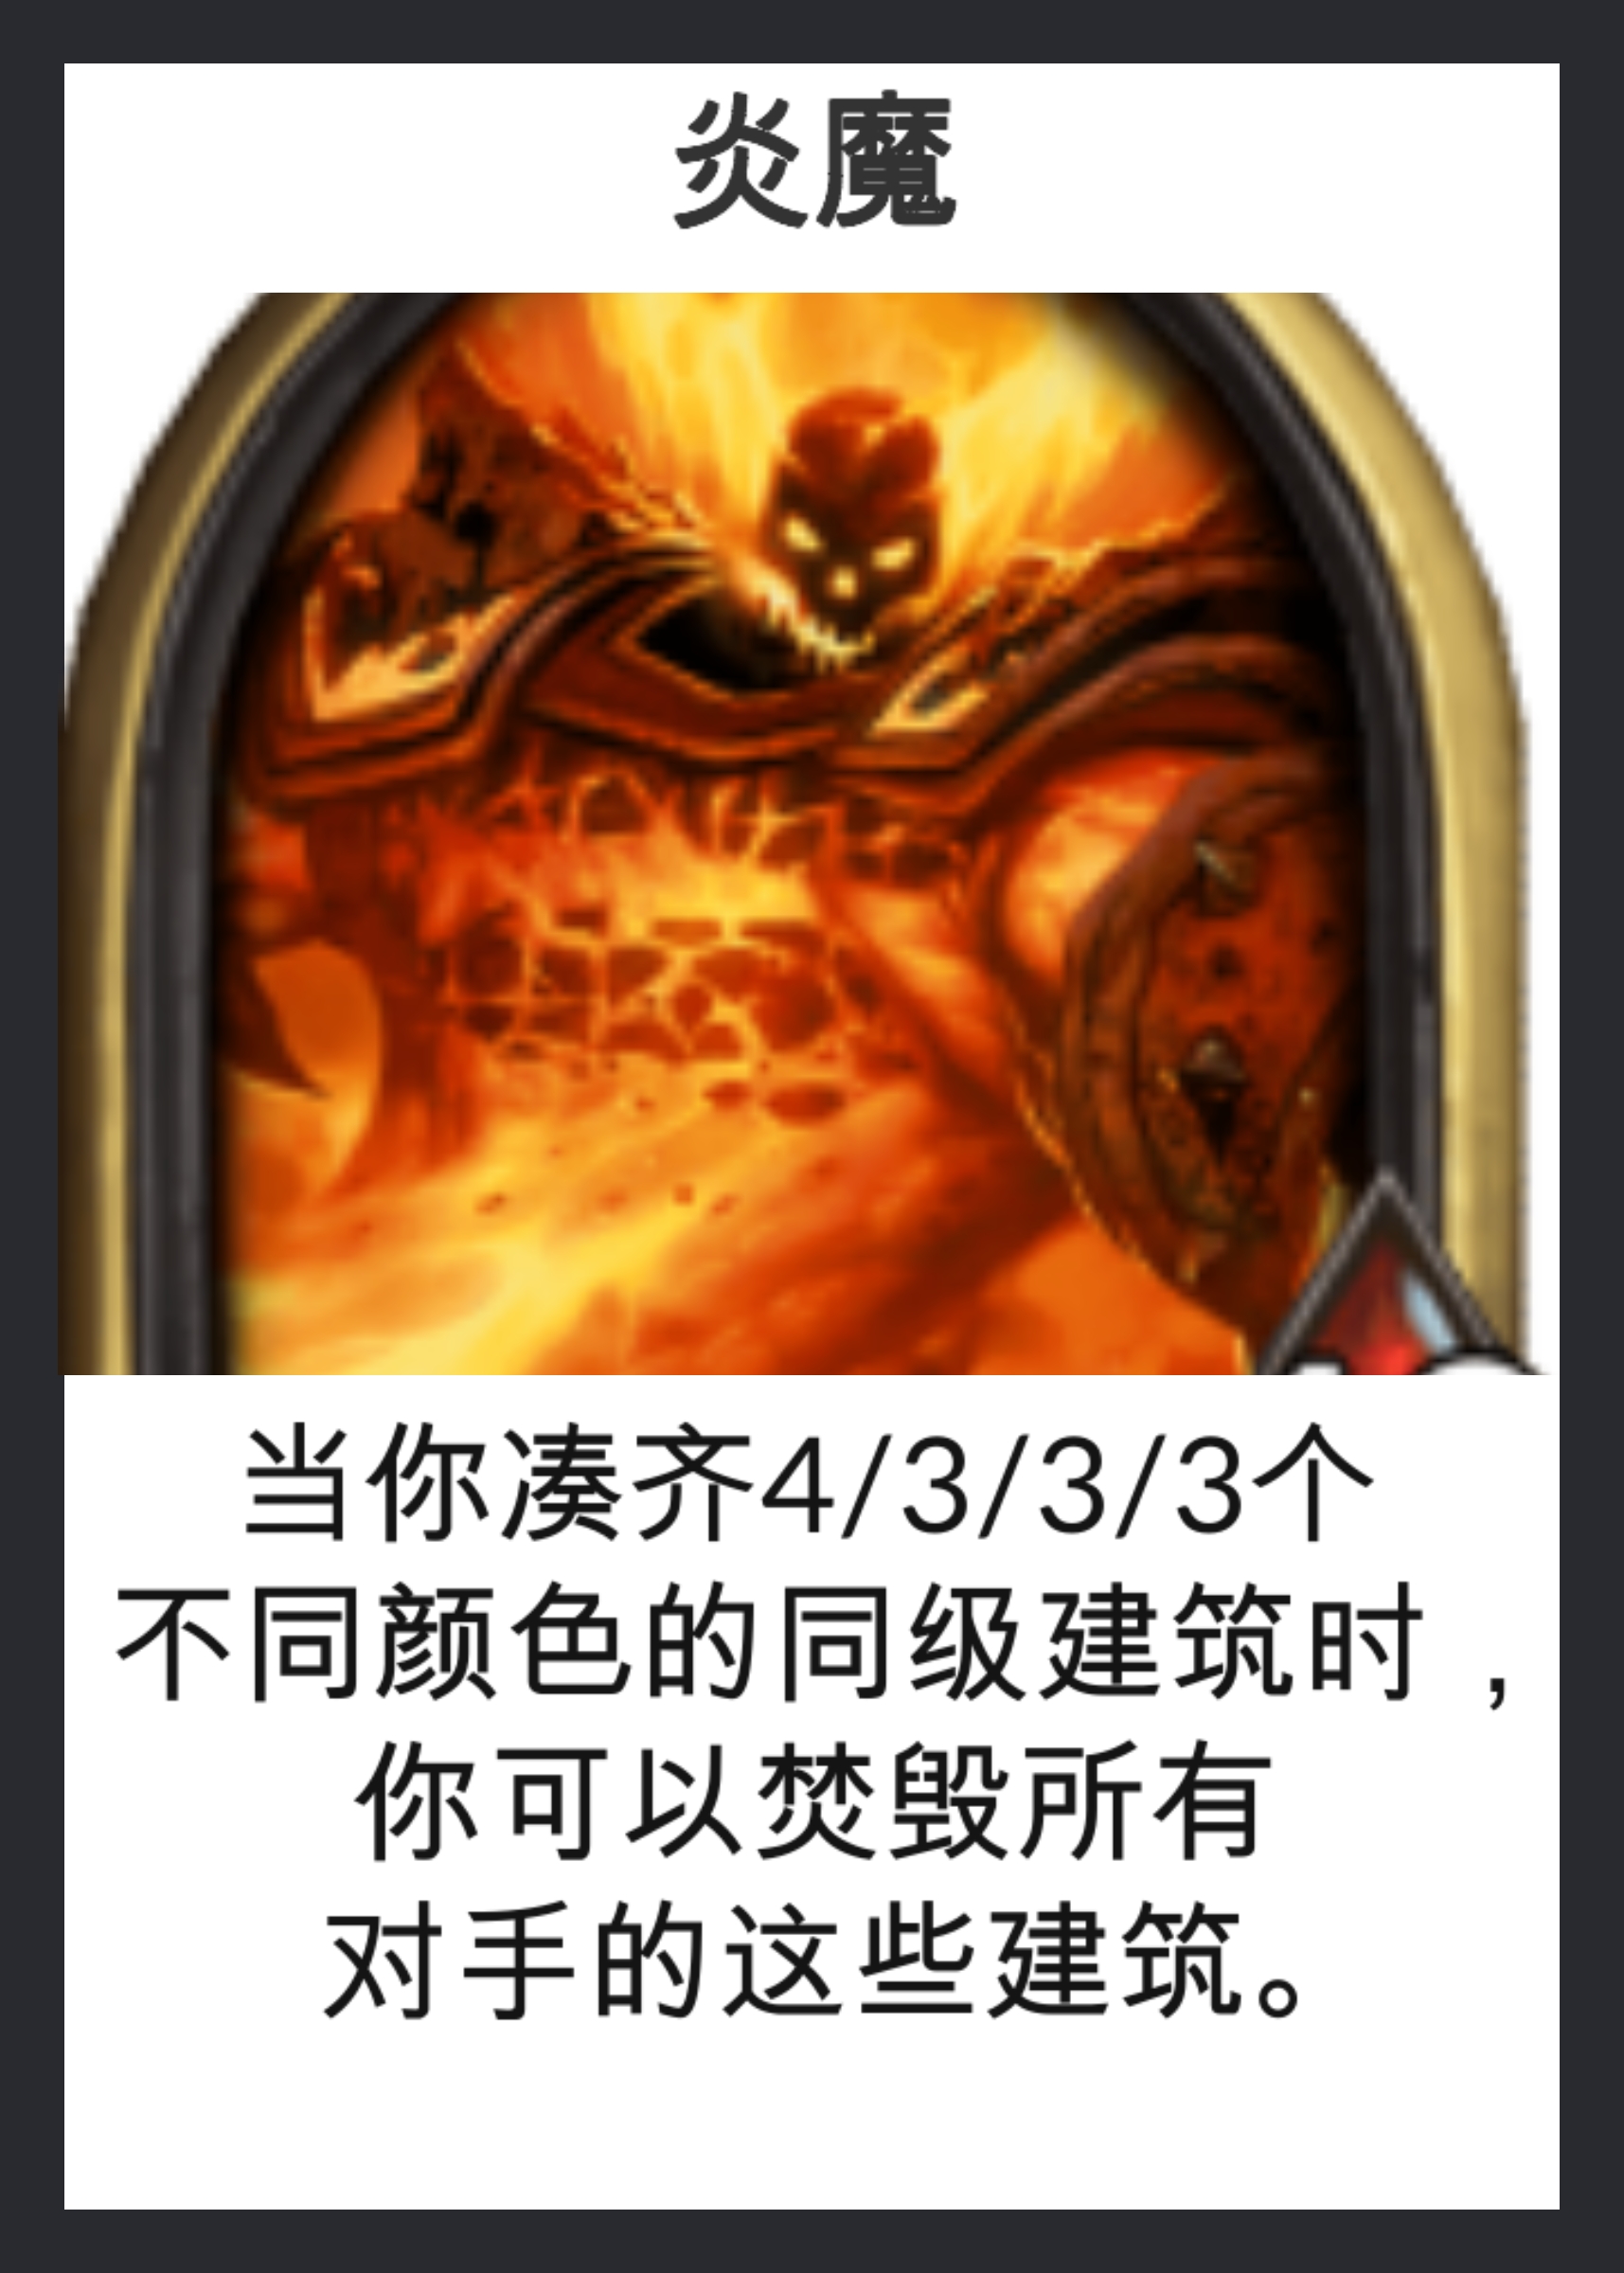 炎魔
当你凑齐4/3/3/3个
不同颜色的同级建筑时，
你可以焚毁所有
对手的这些建筑。